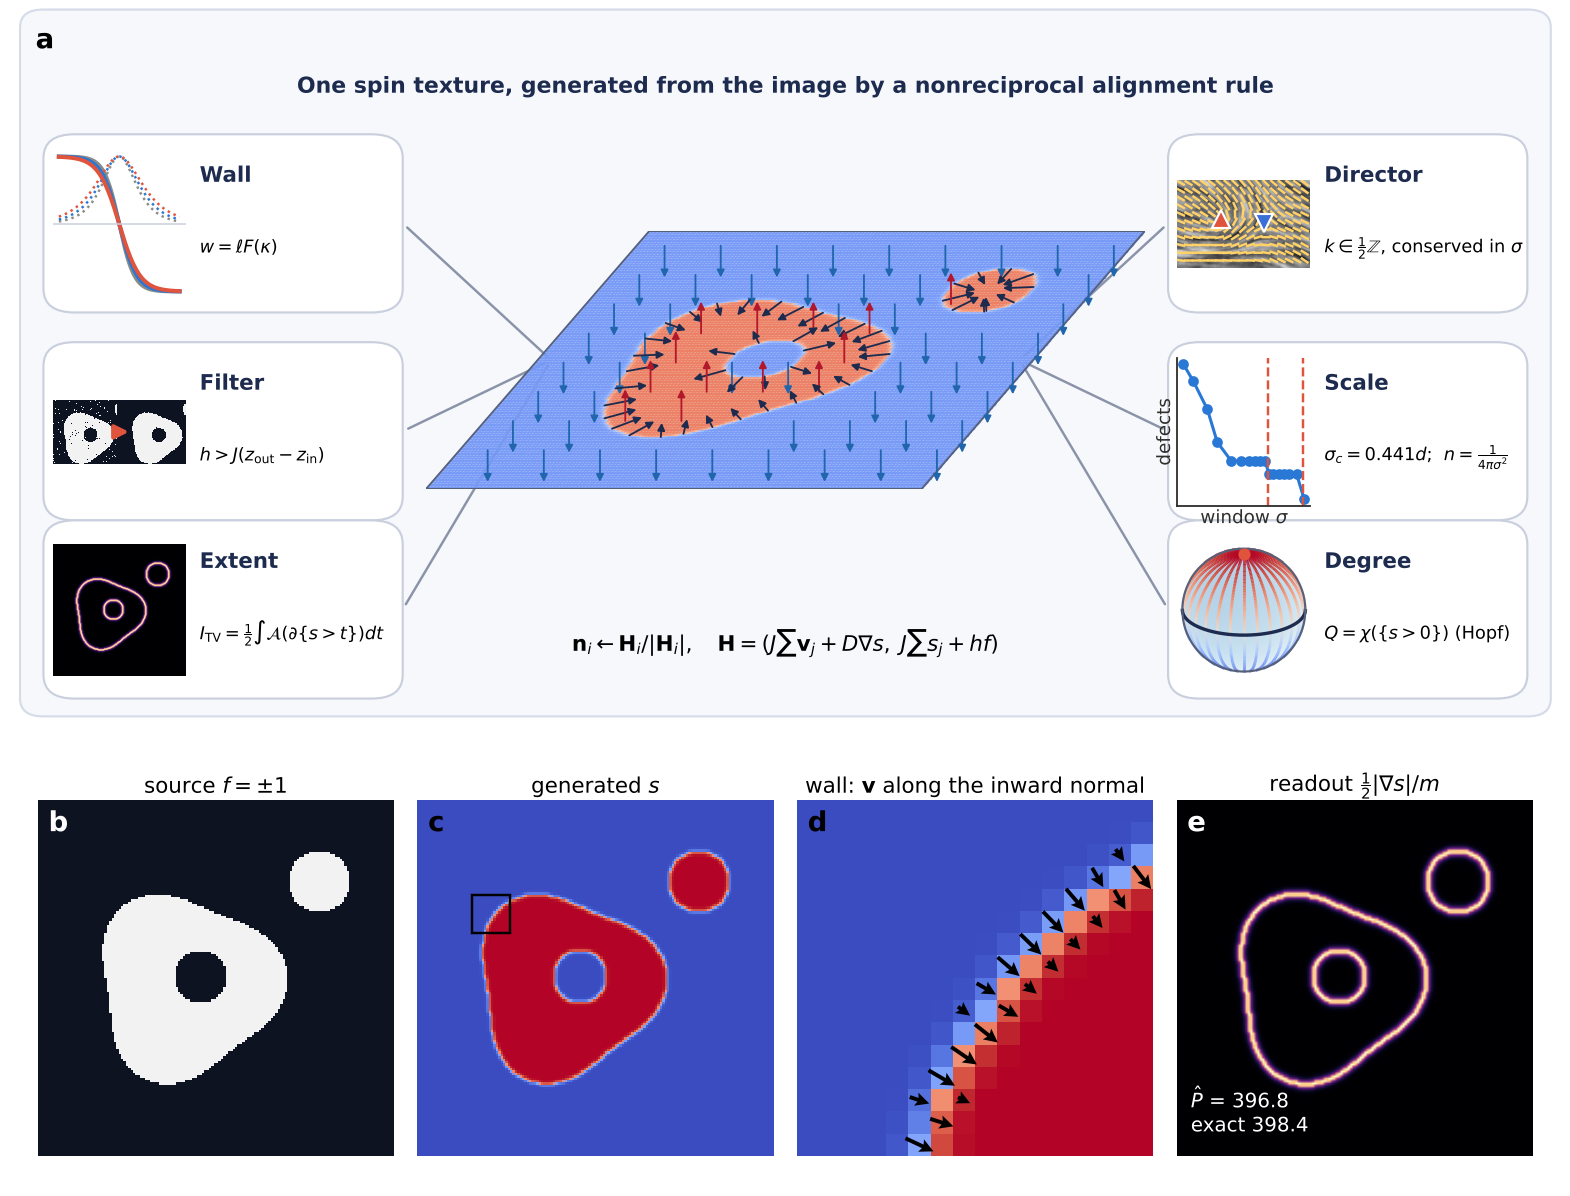 a
One spin texture, generated from the image by a nonreciprocal alignment rule
Wall
w = ℓF(κ)
Filter
h > J(z_out − z_in)
Extent
I_TV = ½∫𝒜(∂{s > t})dt
Director
k ∈ ½ℤ, conserved in σ
Scale
σ_c = 0.441d;  n = 1/(4πσ²)
defects
window σ
Degree
Q = χ({s > 0}) (Hopf)
n_i ← H_i/|H_i|,   H = (J∑v_j + D∇s, J∑s_j + hf)
source f = ±1
b
generated s
c
wall: v along the inward normal
d
readout ½|∇s|/m
e
P̂ = 396.8
exact 398.4